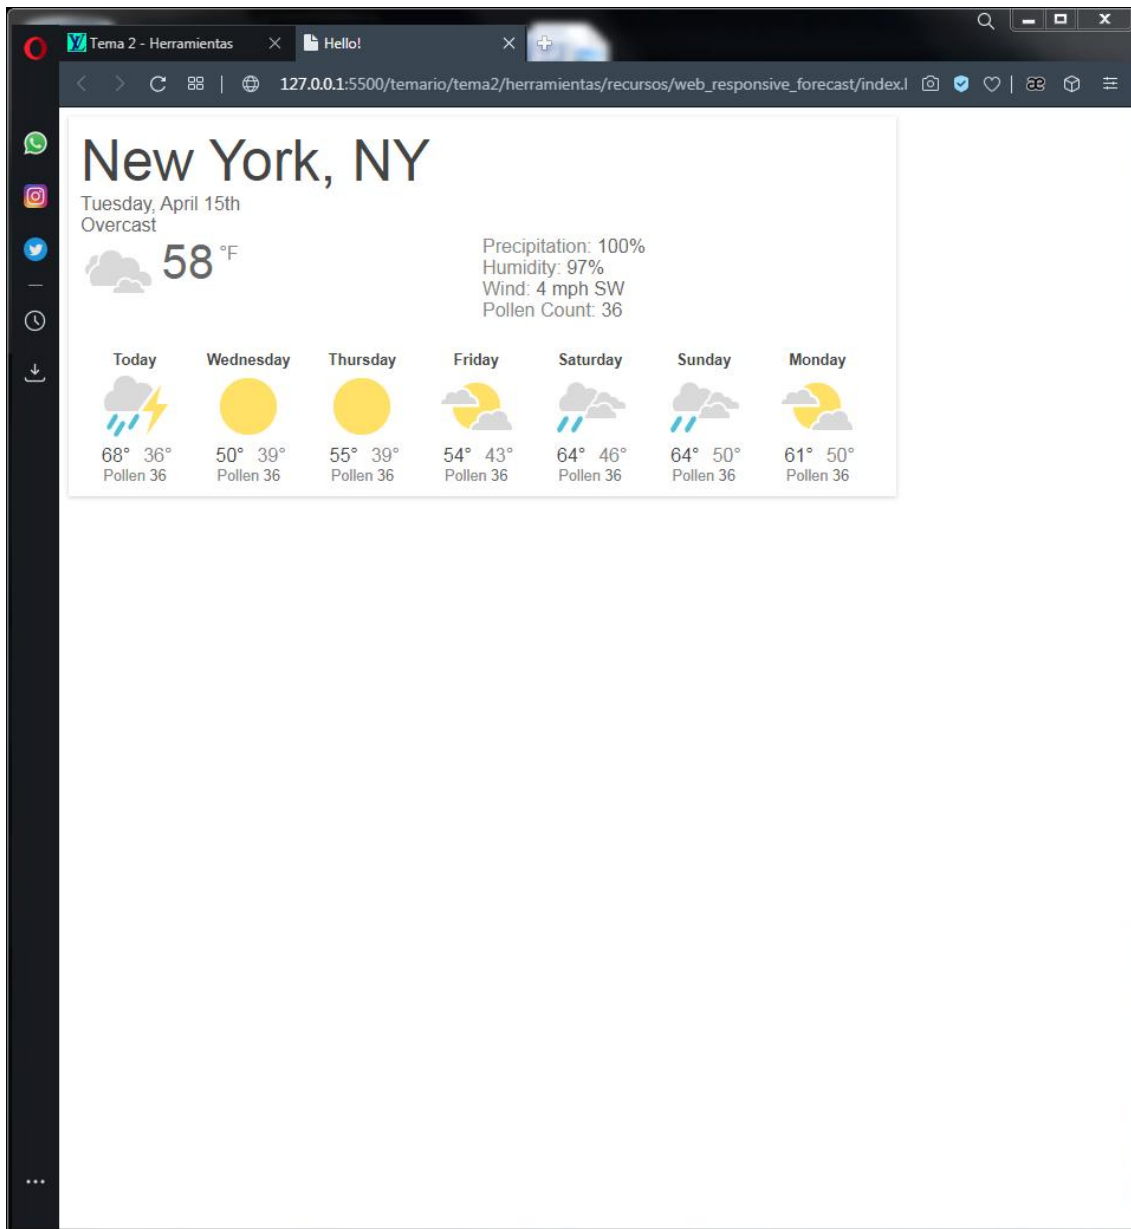 Tema 2 - Herramientas
Hello!
127.0.0.1:5500/temario/tema2/herramientas/recursos/web_responsive_forecast/index.l
New York, NY
Tuesday, April 15th
Overcast
58 °F
Precipitation: 100%
Humidity: 97%
Wind: 4 mph SW
Pollen Count: 36
Today Wednesday Thursday Friday Saturday Sunday Monday
68° 36° 50° 39° 55° 39° 54° 43° 64° 46° 64° 50° 61° 50°
Pollen 36 Pollen 36 Pollen 36 Pollen 36 Pollen 36 Pollen 36 Pollen 36